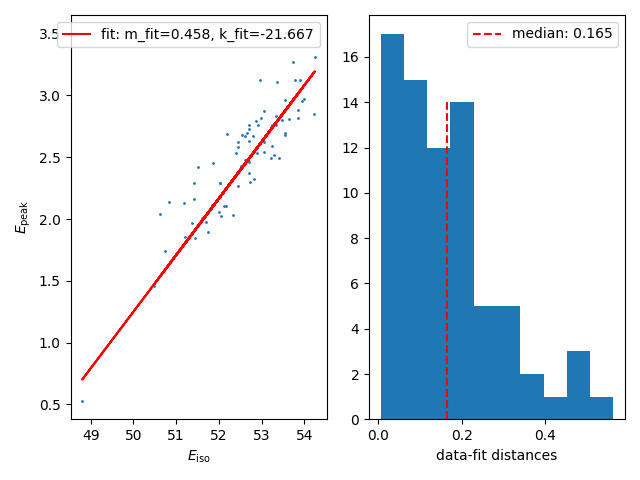 fit: m_fit=0.458, k_fit=-21.667
3.5
3.0
2.5
2.0
1.5
1.0
0.5
E_peak
49 50 51 52 53 54
E_iso
median: 0.165
16
14
12
10
8
6
4
2
0
0.0 0.2 0.4
data-fit distances